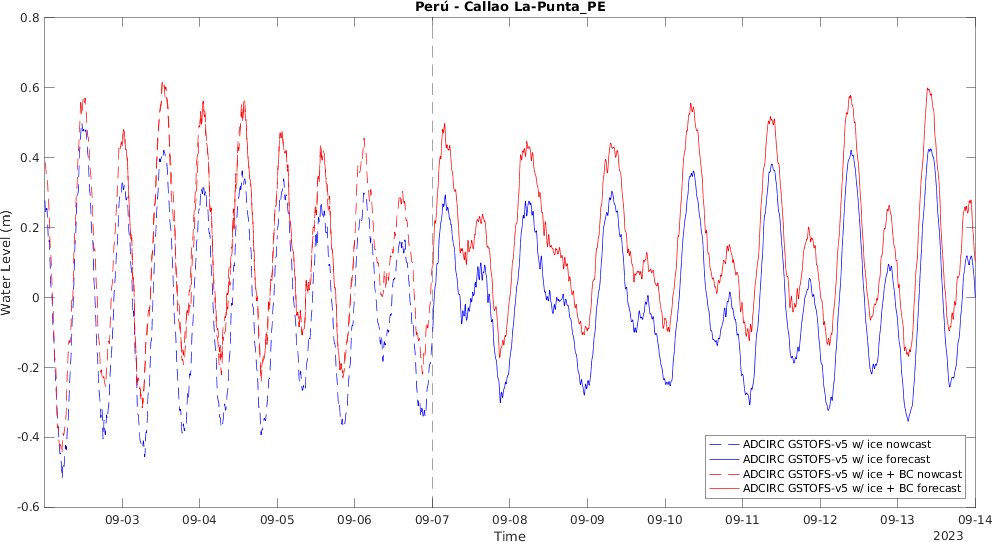 Perú - Callao La-Punta_PE
0.8
0.6
0.4
0.2
0
-0.2
-0.4
-0.6
Water Level (m)
ADCIRC GSTOFS-v5 w/ ice nowcast
ADCIRC GSTOFS-v5 w/ ice forecast
ADCIRC GSTOFS-v5 w/ ice + BC nowcast
ADCIRC GSTOFS-v5 w/ ice + BC forecast
09-03 09-04 09-05 09-06 09-07 09-08 09-09 09-10 09-11 09-12 09-13 09-14
Time
2023